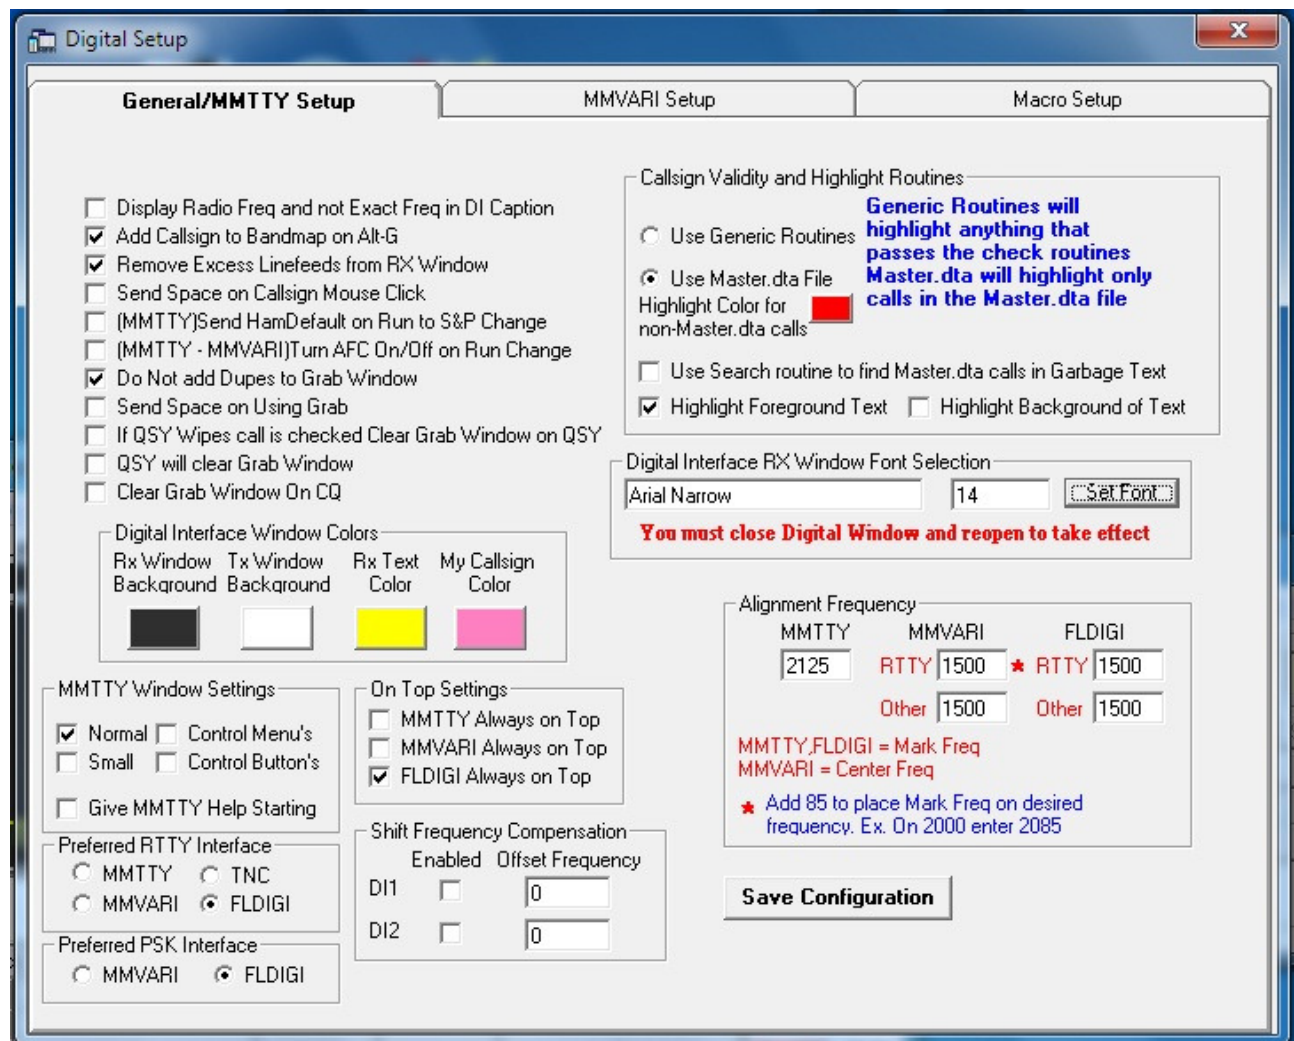 Digital Setup
General/MMTTY Setup
MMVARI Setup
Macro Setup
Display Radio Freq and not Exact Freq in DI Caption
Add Callsign to Bandmap on Alt-G
Remove Excess Linefeeds from RX Window
Send Space on Callsign Mouse Click
(MMTTY)Send HamDefault on Run to S&P Change
(MMTTY - MMVARI)Turn AFC On/Off on Run Change
Do Not add Dupes to Grab Window
Send Space on Using Grab
If QSY Wipes call is checked Clear Grab Window on QSY
QSY will clear Grab Window
Clear Grab Window On CQ
Digital Interface Window Colors
Rx Window Tx Window Rx Text My Callsign
Background Background Color Color
MMTTY Window Settings
Normal Control Menu's
Small Control Button's
Give MMTTY Help Starting
Preferred RTTY Interface
MMTTY TNC
MMVARI FLDIGI
Preferred PSK Interface
MMVARI FLDIGI
On Top Settings
MMTTY Always on Top
MMVARI Always on Top
FLDIGI Always on Top
Shift Frequency Compensation
Enabled Offset Frequency
DI1 0
DI2 0
Callsign Validity and Highlight Routines
Use Generic Routines
Use Master.dta File
Highlight Color for
non-Master.dta calls
Generic Routines will
highlight anything that
passes the check routines
Master.dta will highlight only
calls in the Master.dta file
Use Search routine to find Master.dta calls in Garbage Text
Highlight Foreground Text Highlight Background of Text
Digital Interface RX Window Font Selection
Arial Narrow 14 Set Font
You must close Digital Window and reopen to take effect
Alignment Frequency
MMTTY MMVARI FLDIGI
2125 RTTY 1500 * RTTY 1500
Other 1500 Other 1500
MMTTY,FLDIGI = Mark Freq
MMVARI = Center Freq
* Add 85 to place Mark Freq on desired
frequency. Ex. On 2000 enter 2085
Save Configuration